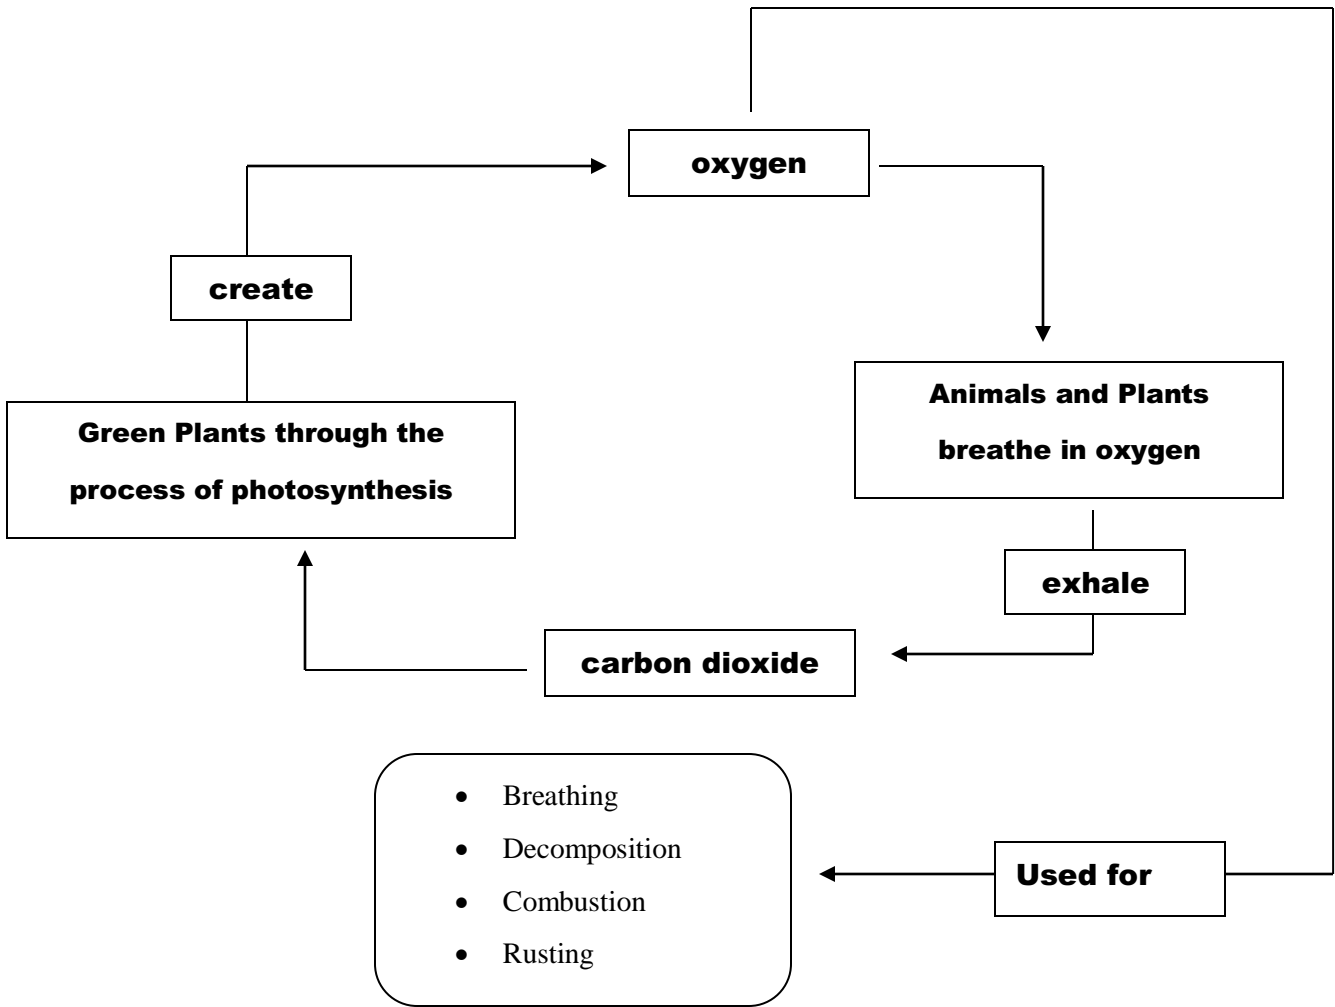 oxygen
create
Animals and Plants
breathe in oxygen
Green Plants through the
process of photosynthesis
exhale
carbon dioxide
• Breathing
• Decomposition
• Combustion
• Rusting
Used for